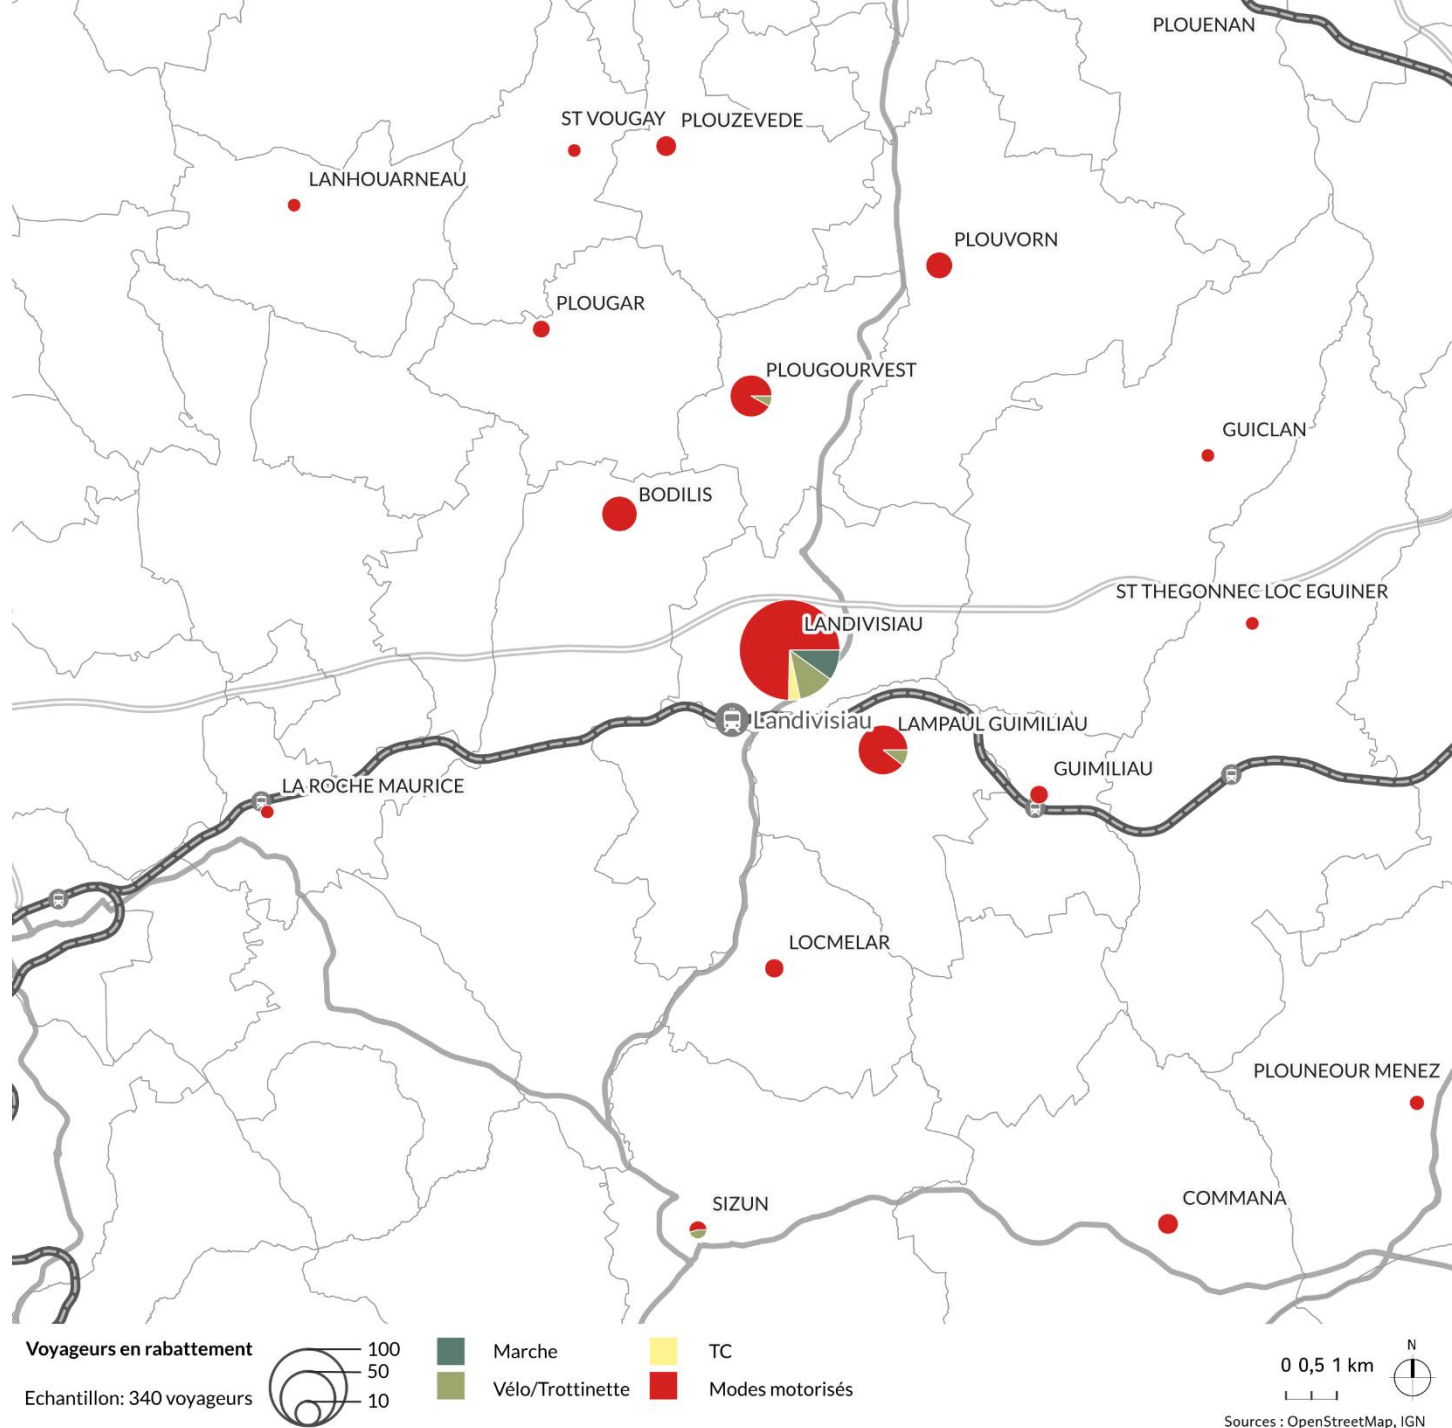 PLOUENAN
ST VOUGAY
PLOUZEVEDE
LANHOUARNEAU
PLOUVORN
PLOUGAR
PLOUGOURVEST
GUICLAN
BODILIS
ST THEGONNEC LOC EGUINER
LANDIVISIAU
Landivisiau
LAMPAUL GUIMILIAU
GUIMILIAU
LA ROCHE MAURICE
LOCMELAR
PLOUNEOUR MENEZ
SIZUN
COMMANA
Voyageurs en rabattement
Echantillon: 340 voyageurs
100
50
10
Marche
Vélo/Trottinette
TC
Modes motorisés
0 0,5 1 km
N
Sources : OpenStreetMap, IGN